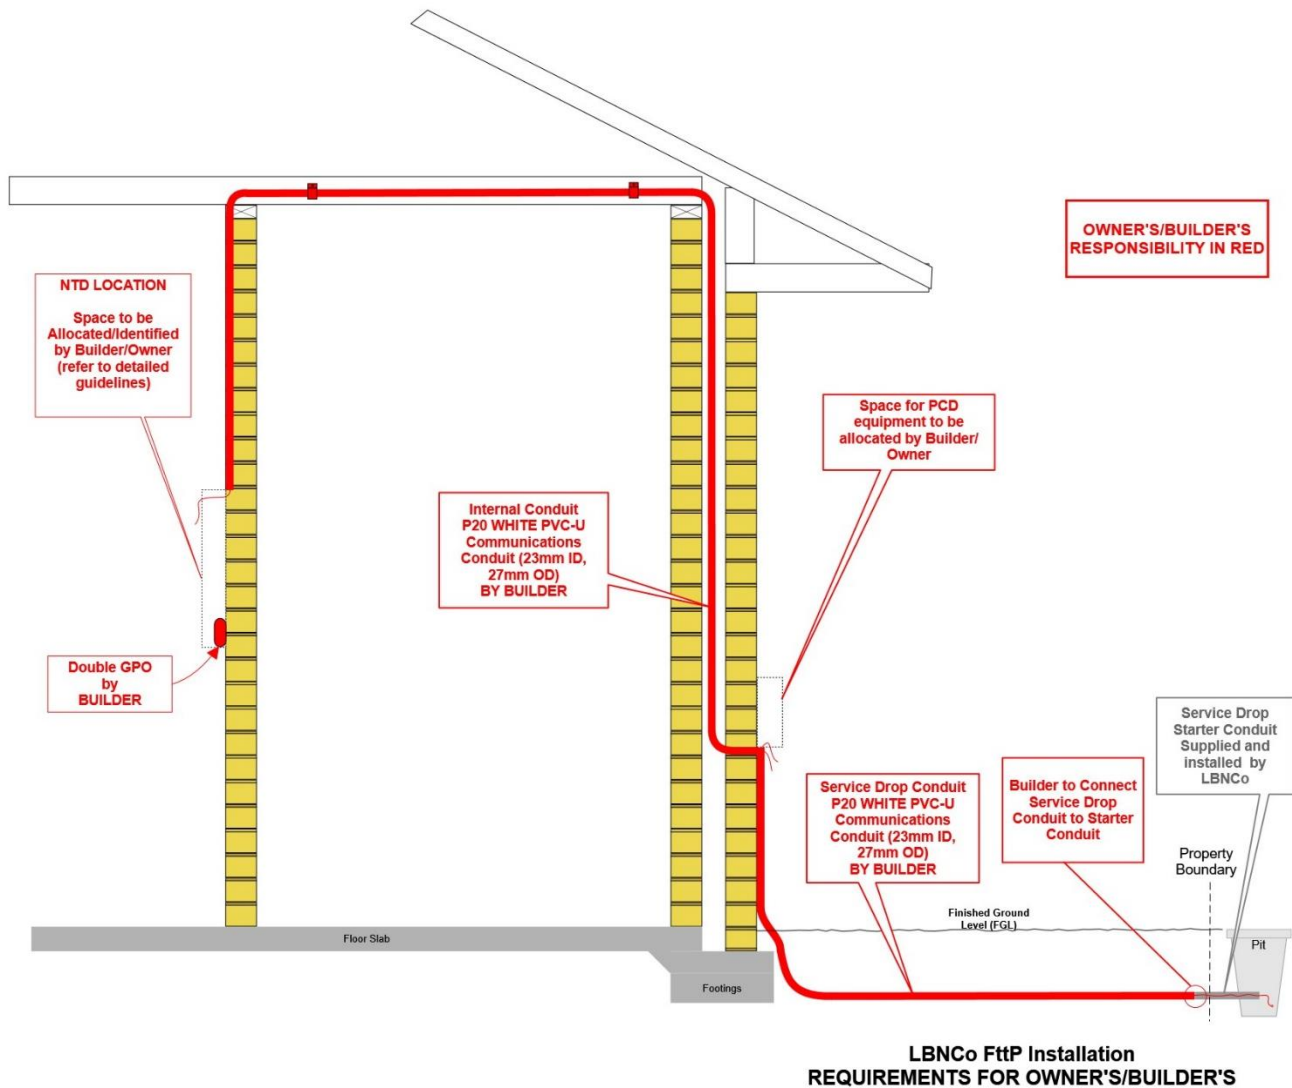 OWNER'S/BUILDER'S
RESPONSIBILITY IN RED
NTD LOCATION
Space to be
Allocated/Identified
by Builder/Owner
(refer to detailed
guidelines)
Space for PCD
equipment to be
allocated by Builder/
Owner
Internal Conduit
P20 WHITE PVC-U
Communications
Conduit (23mm ID,
27mm OD)
BY BUILDER
Double GPO
by
BUILDER
Service Drop
Starter Conduit
Supplied and
installed by
LBNCo
Service Drop Conduit
P20 WHITE PVC-U
Communications
Conduit (23mm ID,
27mm OD)
BY BUILDER
Builder to Connect
Service Drop
Conduit to Starter
Conduit
Property
Boundary
Finished Ground
Level (FGL)
Pit
Floor Slab
Footings
LBNCo FttP Installation
REQUIREMENTS FOR OWNER'S/BUILDER'S